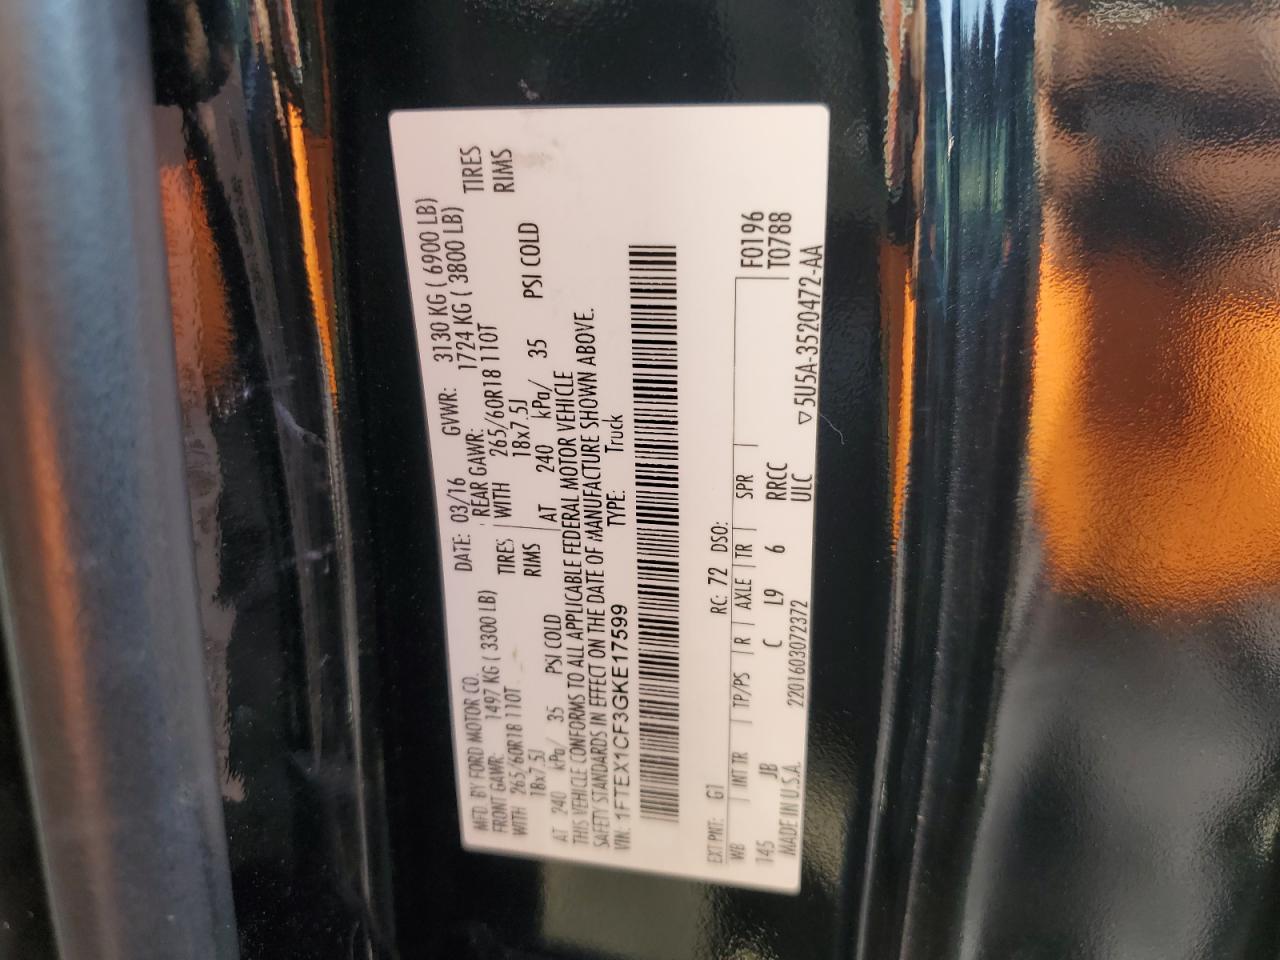 MFD. BY FORD MOTOR CO.
DATE: 03/16 GVWR: 3130 KG ( 6900 LB)
FRONT GAWR: 1497 KG ( 3300 LB) REAR GAWR: 1724 KG ( 3800 LB)
WITH 265/60R18 110T TIRES WITH 265/60R18 110T TIRES
18x7.5J RIMS 18x7.5J RIMS
AT 240 kPa/ 35 PSI COLD AT 240 kPa/ 35 PSI COLD
THIS VEHICLE CONFORMS TO ALL APPLICABLE FEDERAL MOTOR VEHICLE
SAFETY STANDARDS IN EFFECT ON THE DATE OF MANUFACTURE SHOWN ABOVE.
VIN: 1FTEX1CF3GKE17599 TYPE: Truck
EXT PNT: G1 RC: 72 DSO:
WB INT TR TP/PS R AXLE TR SPR F0196
145 JB C L9 6 RRCC T0788
MADE IN U.S.A. 2201603072372 ULC
5U5A-3520472-AA